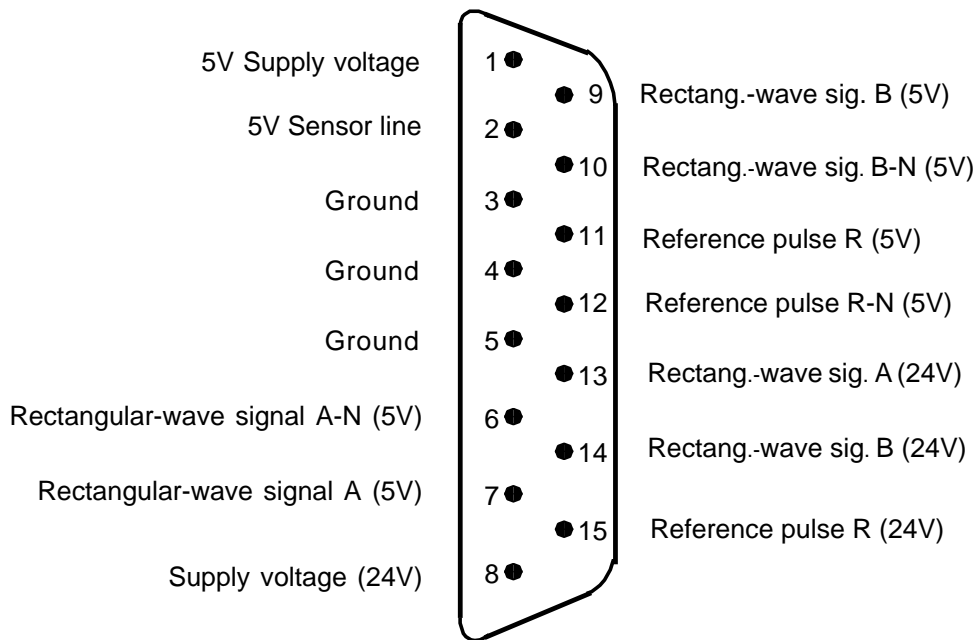 5V Supply voltage 1
9 Rectang.-wave sig. B (5V)
5V Sensor line 2
10 Rectang.-wave sig. B-N (5V)
Ground 3
11 Reference pulse R (5V)
Ground 4
12 Reference pulse R-N (5V)
Ground 5
13 Rectang.-wave sig. A (24V)
Rectangular-wave signal A-N (5V) 6
14 Rectang.-wave sig. B (24V)
Rectangular-wave signal A (5V) 7
15 Reference pulse R (24V)
Supply voltage (24V) 8